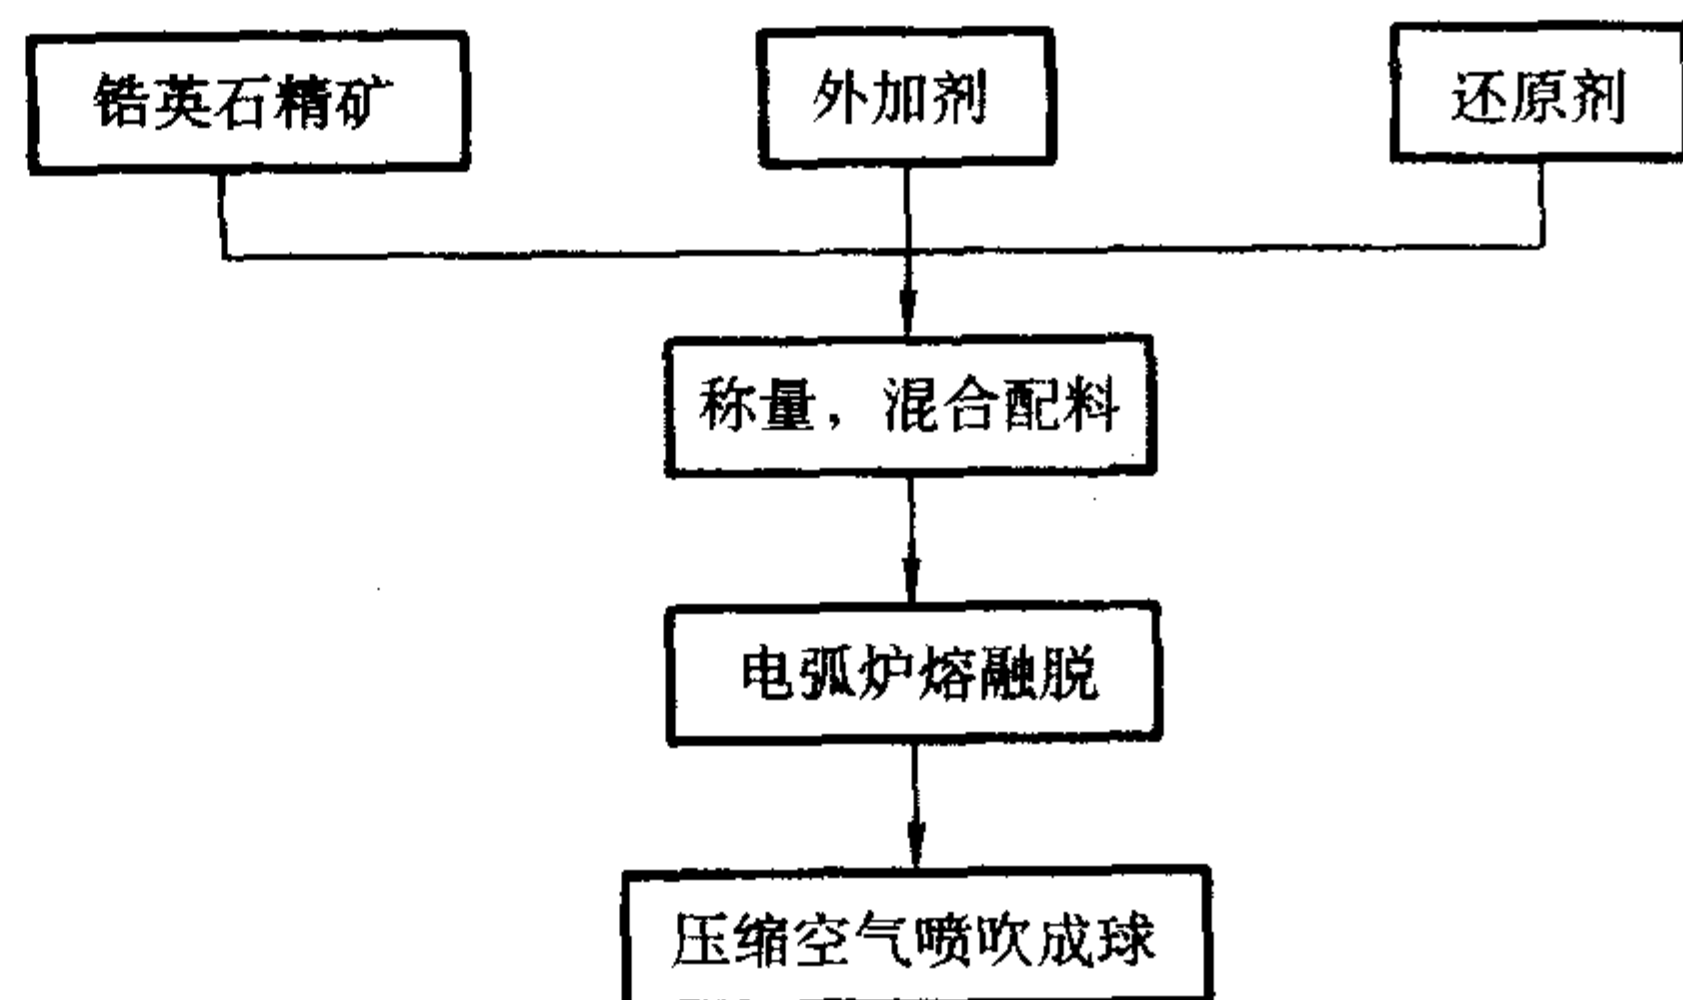 锆英石精矿
外加剂
还原剂
称量，混合配料
电弧炉熔融脱
压缩空气喷吹成球